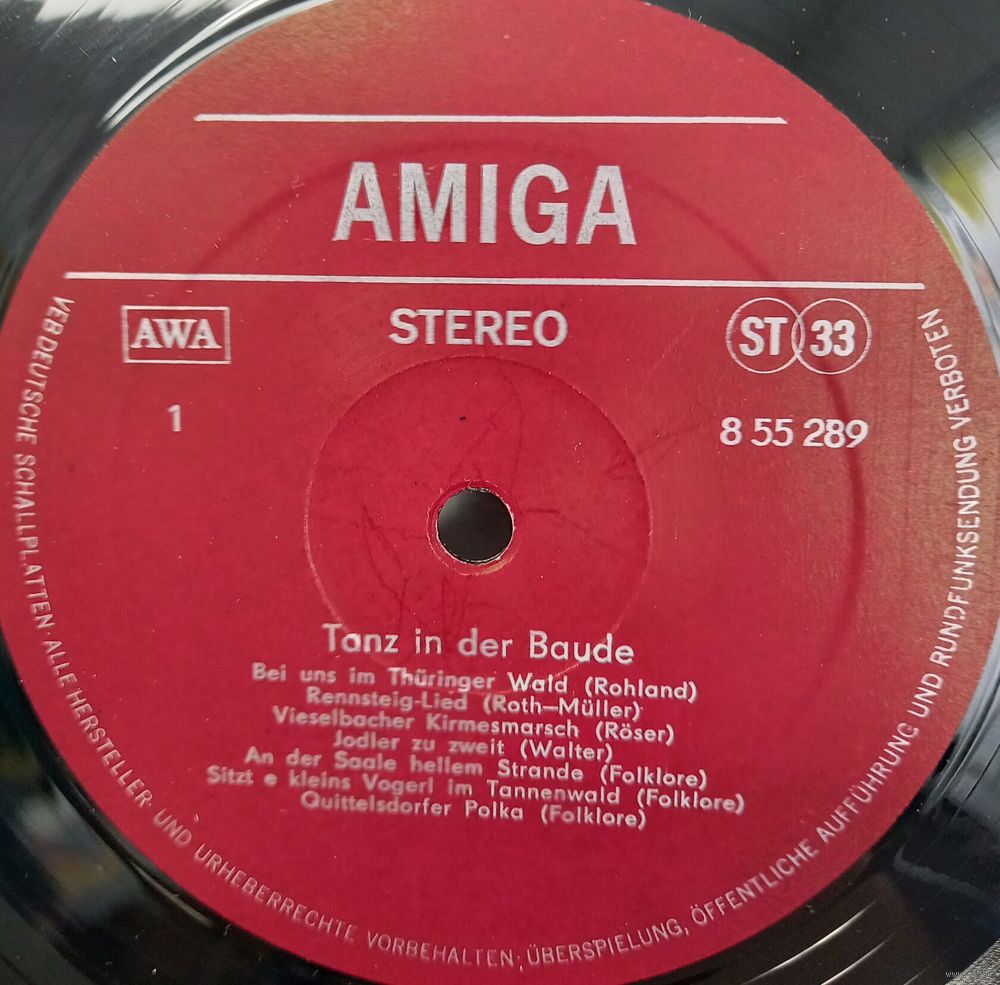 AMIGA
AWA
STEREO
ST 33
1
8 55 289
Tanz in der Baude
Bei uns im Thüringer Wald (Rohland)
Rennsteig-Lied (Roth—Müller)
Vieselbacher Kirmesmarsch (Röser)
Jodler zu zweit (Walter)
An der Saale hellem Strande (Folklore)
Sitzt e kleins Vogerl im Tannenwald (Folklore)
Quittelsdorfer Polka (Folklore)
VEB DEUTSCHE SCHALLPLATTEN · ALLE HERSTELLER- UND URHEBERRECHTE VORBEHALTEN; ÜBERSPIELUNG, ÖFFENTLICHE AUFFÜHRUNG UND RUNDFUNKSENDUNG VERBOTEN